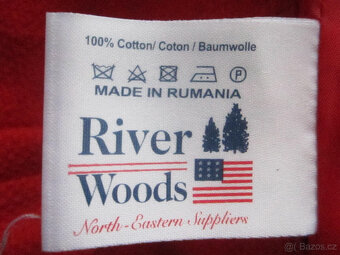 100% Cotton/ Coton / Baumwolle
P
MADE IN RUMANIA
River
Woods
North-Eastern Suppliers
Bazos.cz